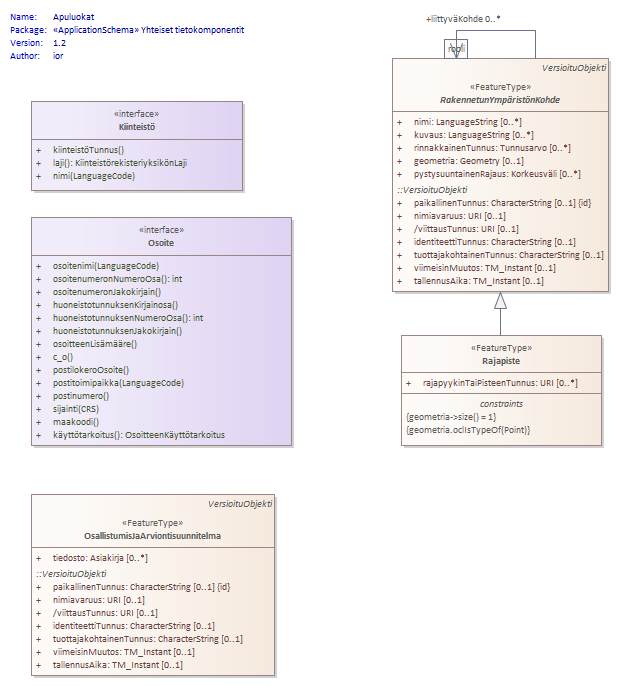 Name: Apuluokat
Package: «ApplicationSchema» Yhteiset tietokomponentit
Version: 1.2
Author: ior
+liittyväKohde 0..*
rooli
«interface»
Kiinteistö
+ kiinteistöTunnus()
+ laji(): KiinteistörekisteriyksikönLaji
+ nimi(LanguageCode)
«interface»
Osoite
+ osoitenimi(LanguageCode)
+ osoitenumeronNumeroOsa(): int
+ osoitenumeronJakokirjain()
+ huoneistotunnuksenKirjainosa()
+ huoneistotunnuksenNumeroOsa(): int
+ huoneistotunnuksenJakokirjain()
+ osoitteenLisämääre()
+ c_o()
+ postilokeroOsoite()
+ postitoimipaikka(LanguageCode)
+ postinumero()
+ sijainti(CRS)
+ maakoodi()
+ käyttötarkoitus(): OsoitteenKäyttötarkoitus
VersioituObjekti
«FeatureType»
RakennetunYmpäristönKohde
+ nimi: LanguageString [0..*]
+ kuvaus: LanguageString [0..*]
+ rinnakkainenTunnus: Tunnusarvo [0..*]
+ geometria: Geometry [0..1]
+ pystysuuntainenRajaus: Korkeusväli [0..*]
::VersioituObjekti
+ paikallinenTunnus: CharacterString [0..1] {id}
+ nimiavaruus: URI [0..1]
+ /viittausTunnus: URI [0..1]
+ identiteettiTunnus: CharacterString [0..1]
+ tuottajakohtainenTunnus: CharacterString [0..1]
+ viimeisinMuutos: TM_Instant [0..1]
+ tallennusAika: TM_Instant [0..1]
«FeatureType»
Rajapiste
+ rajapyykinTaiPisteenTunnus: URI [0..*]
constraints
{geometria->size() = 1}
{geometria.oclIsTypeOf(Point)}
VersioituObjekti
«FeatureType»
OsallistumisJaArviontisuunnitelma
+ tiedosto: Asiakirja [0..*]
::VersioituObjekti
+ paikallinenTunnus: CharacterString [0..1] {id}
+ nimiavaruus: URI [0..1]
+ /viittausTunnus: URI [0..1]
+ identiteettiTunnus: CharacterString [0..1]
+ tuottajakohtainenTunnus: CharacterString [0..1]
+ viimeisinMuutos: TM_Instant [0..1]
+ tallennusAika: TM_Instant [0..1]